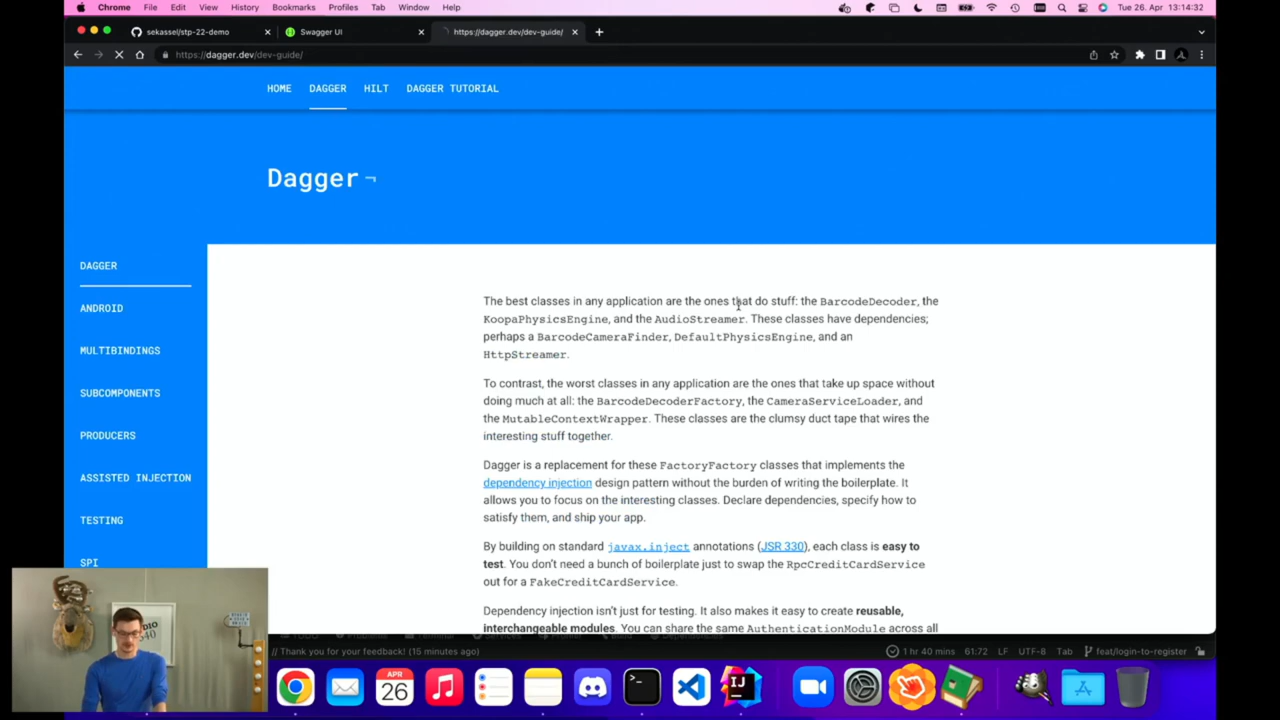 Chrome File Edit View History Bookmarks Profiles Tab Window Help Tue 26. Apr 13:14:32
sekassel/stp-22-demo Swagger UI https://dagger.dev/dev-guide/
https://dagger.dev/dev-guide/
HOME DAGGER HILT DAGGER TUTORIAL
Dagger ¬
DAGGER
ANDROID
MULTIBINDINGS
SUBCOMPONENTS
PRODUCERS
ASSISTED INJECTION
TESTING
SPI
The best classes in any application are the ones that do stuff: the BarcodeDecoder, the
KoopaPhysicsEngine, and the AudioStreamer. These classes have dependencies;
perhaps a BarcodeCameraFinder, DefaultPhysicsEngine, and an
HttpStreamer.
To contrast, the worst classes in any application are the ones that take up space without
doing much at all: the BarcodeDecoderFactory, the CameraServiceLoader, and
the MutableContextWrapper. These classes are the clumsy duct tape that wires the
interesting stuff together.
Dagger is a replacement for these FactoryFactory classes that implements the
dependency injection design pattern without the burden of writing the boilerplate. It
allows you to focus on the interesting classes. Declare dependencies, specify how to
satisfy them, and ship your app.
By building on standard javax.inject annotations (JSR 330), each class is easy to
test. You don't need a bunch of boilerplate just to swap the RpcCreditCardService
out for a FakeCreditCardService.
Dependency injection isn't just for testing. It also makes it easy to create reusable,
interchangeable modules. You can share the same AuthenticationModule across all
// Thank you for your feedback! (15 minutes ago) 1 hr 40 mins 61:72 LF UTF-8 Tab feat/login-to-register
APR
26
IJ